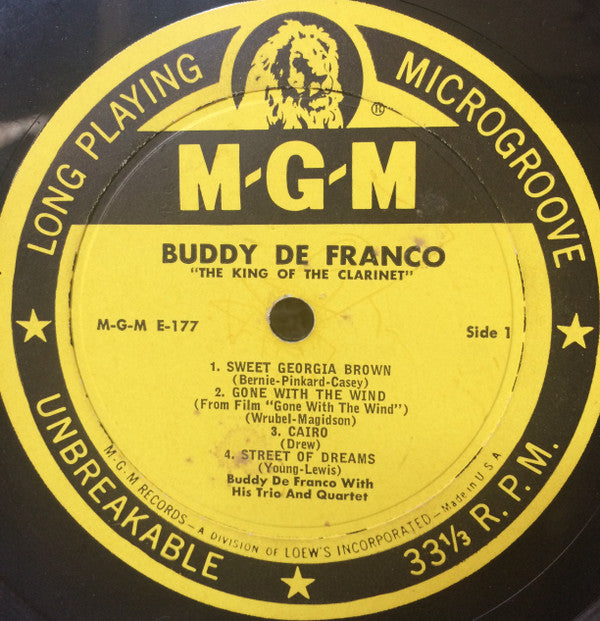 LONG PLAYING
MICROGROOVE
M-G-M
BUDDY DE FRANCO
"THE KING OF THE CLARINET"
M-G-M E-177
Side 1
1. SWEET GEORGIA BROWN
(Bernie-Pinkard-Casey)
2. GONE WITH THE WIND
(From Film "Gone With The Wind")
(Wrubel-Magidson)
3. CAIRO
(Drew)
4. STREET OF DREAMS
(Young-Lewis)
Buddy De Franco With
His Trio And Quartet
M-G-M RECORDS – A DIVISION OF LOEW'S INCORPORATED – Made in U.S.A.
UNBREAKABLE
33⅓ R.P.M.